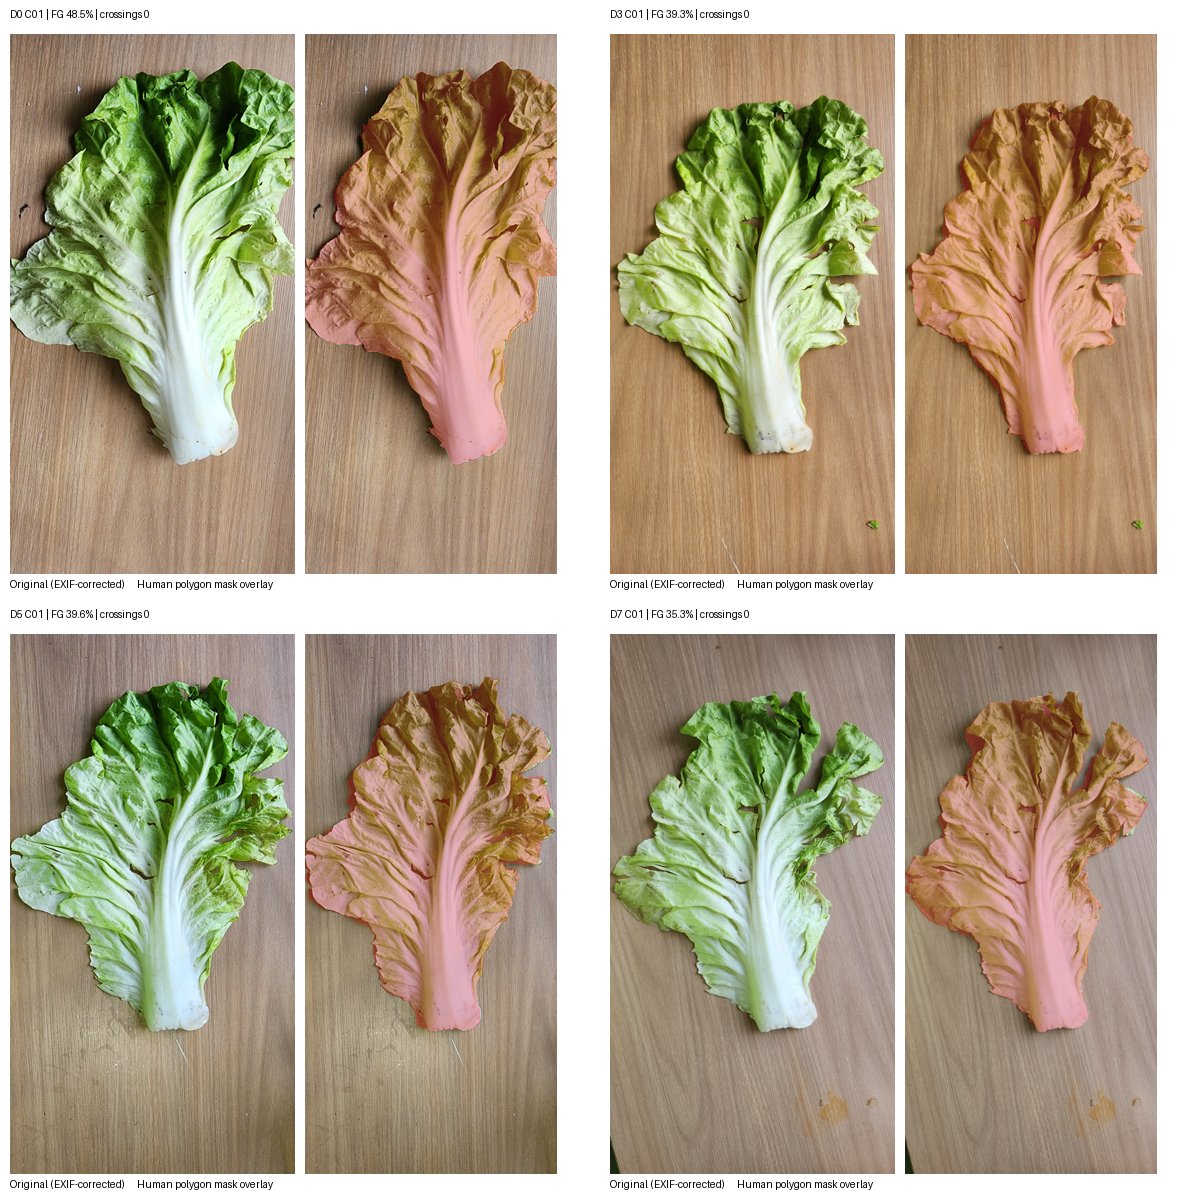 D0 C01 | FG 48.5% | crossings 0
D3 C01 | FG 39.3% | crossings 0
Original (EXIF-corrected) Human polygon mask overlay
Original (EXIF-corrected) Human polygon mask overlay
D5 C01 | FG 39.6% | crossings 0
D7 C01 | FG 35.3% | crossings 0
Original (EXIF-corrected) Human polygon mask overlay
Original (EXIF-corrected) Human polygon mask overlay